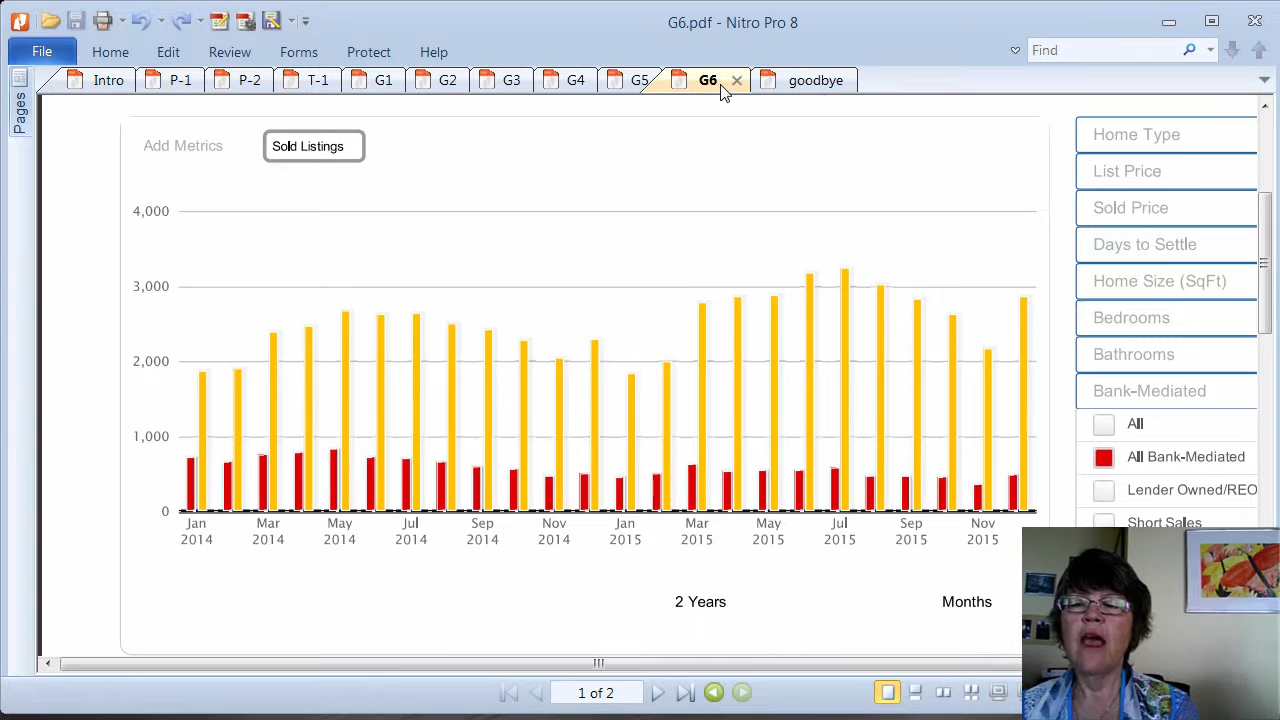 G6.pdf - Nitro Pro 8
File Home Edit Review Forms Protect Help Find
Intro P-1 P-2 T-1 G1 G2 G3 G4 G5 G6 goodbye
Pages
Add Metrics Sold Listings
4,000
3,000
2,000
1,000
0
Jan 2014
Mar 2014
May 2014
Jul 2014
Sep 2014
Nov 2014
Jan 2015
Mar 2015
May 2015
Jul 2015
Sep 2015
Nov 2015
2 Years Months
Home Type
List Price
Sold Price
Days to Settle
Home Size (SqFt)
Bedrooms
Bathrooms
Bank-Mediated
All
All Bank-Mediated
Lender Owned/REO
Short Sales
1 of 2